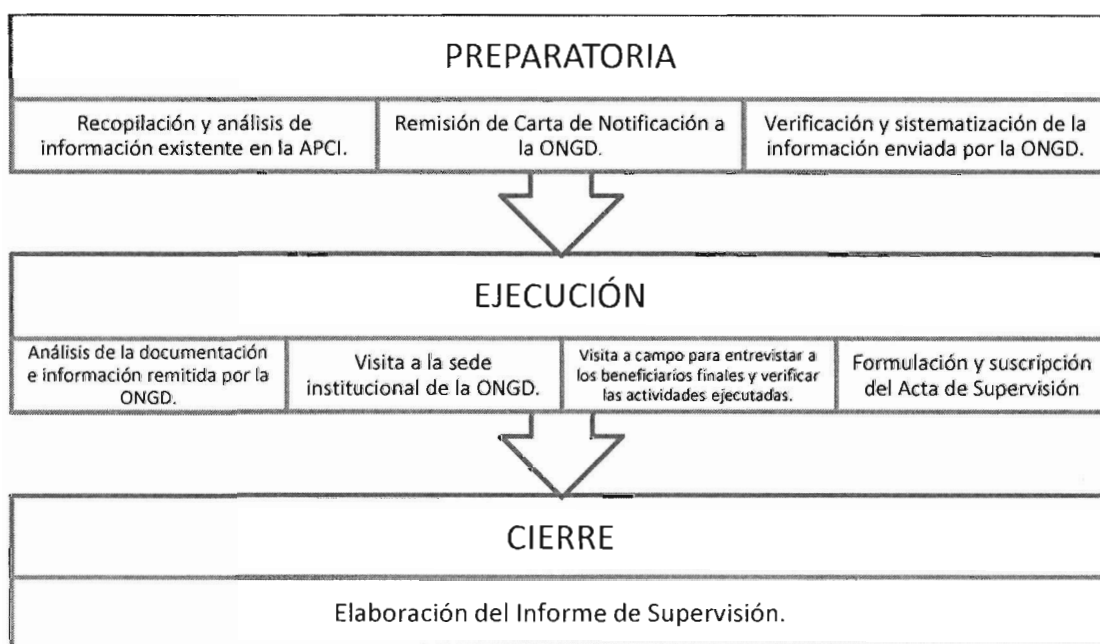 PREPARATORIA
Recopilación y análisis de
información existente en la APCI.
Remisión de Carta de Notificación a
la ONGD.
Verificación y sistematización de la
información enviada por la ONGD.
EJECUCIÓN
Análisis de la documentación
e información remitida por la
ONGD.
Visita a la sede
institucional de la ONGD.
Visita a campo para entrevistar a
los beneficiarios finales y verificar
las actividades ejecutadas.
Formulación y suscripción
del Acta de Supervisión
CIERRE
Elaboración del Informe de Supervisión.